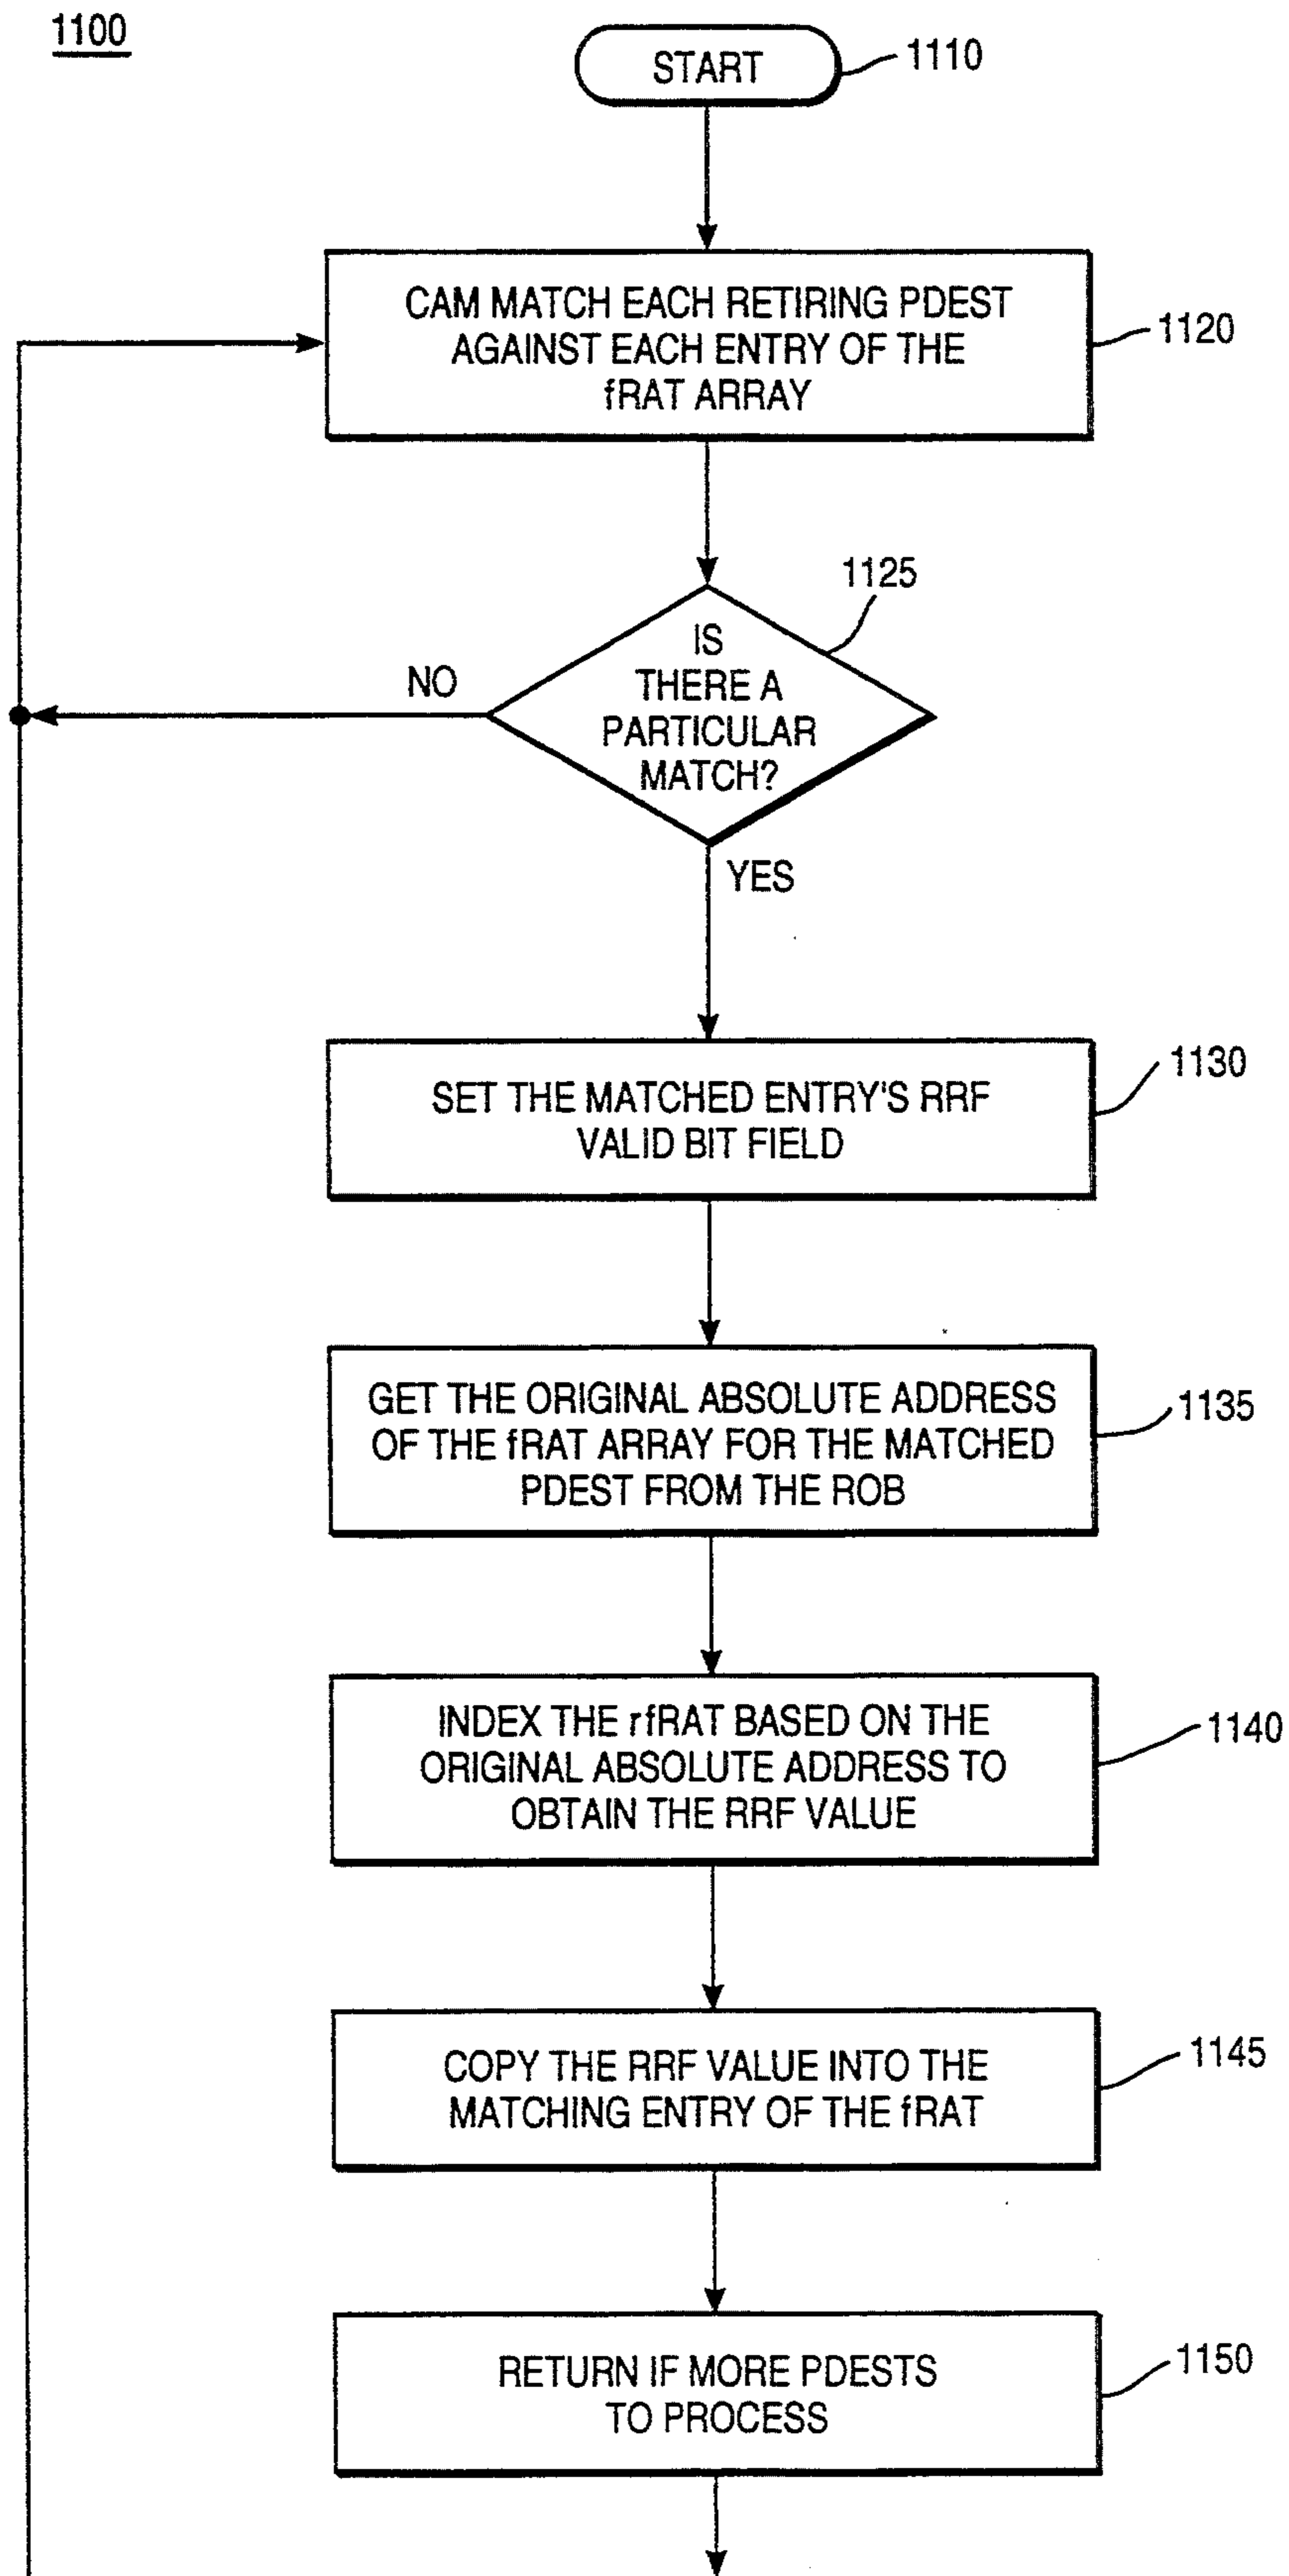 1100
START
1110
CAM MATCH EACH RETIRING PDEST
AGAINST EACH ENTRY OF THE
fRAT ARRAY
1120
1125
IS
THERE A
PARTICULAR
MATCH?
NO
YES
SET THE MATCHED ENTRY'S RRF
VALID BIT FIELD
1130
GET THE ORIGINAL ABSOLUTE ADDRESS
OF THE fRAT ARRAY FOR THE MATCHED
PDEST FROM THE ROB
1135
INDEX THE rfRAT BASED ON THE
ORIGINAL ABSOLUTE ADDRESS TO
OBTAIN THE RRF VALUE
1140
COPY THE RRF VALUE INTO THE
MATCHING ENTRY OF THE fRAT
1145
RETURN IF MORE PDESTS
TO PROCESS
1150